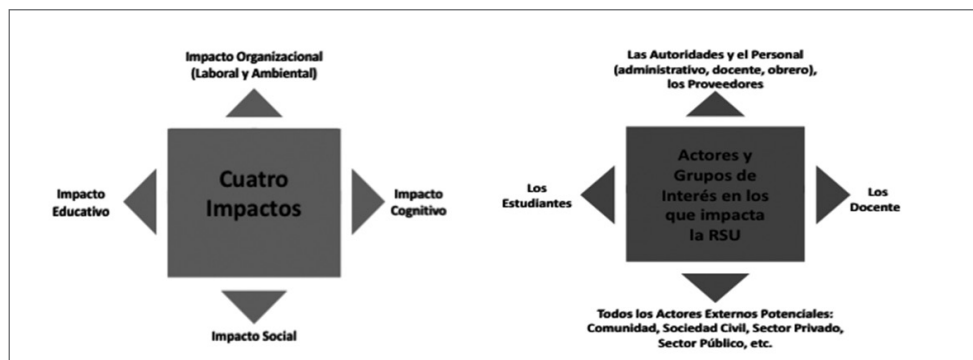 Impacto Organizacional
(Laboral y Ambiental)
Impacto
Educativo
Cuatro
Impactos
Impacto
Cognitivo
Impacto Social
Las Autoridades y el Personal
(administrativo, docente, obrero),
los Proveedores
Los
Estudiantes
Actores y
Grupos de
Interés en los
que impacta
la RSU
Los
Docente
Todos los Actores Externos Potenciales:
Comunidad, Sociedad Civil, Sector Privado,
Sector Público, etc.